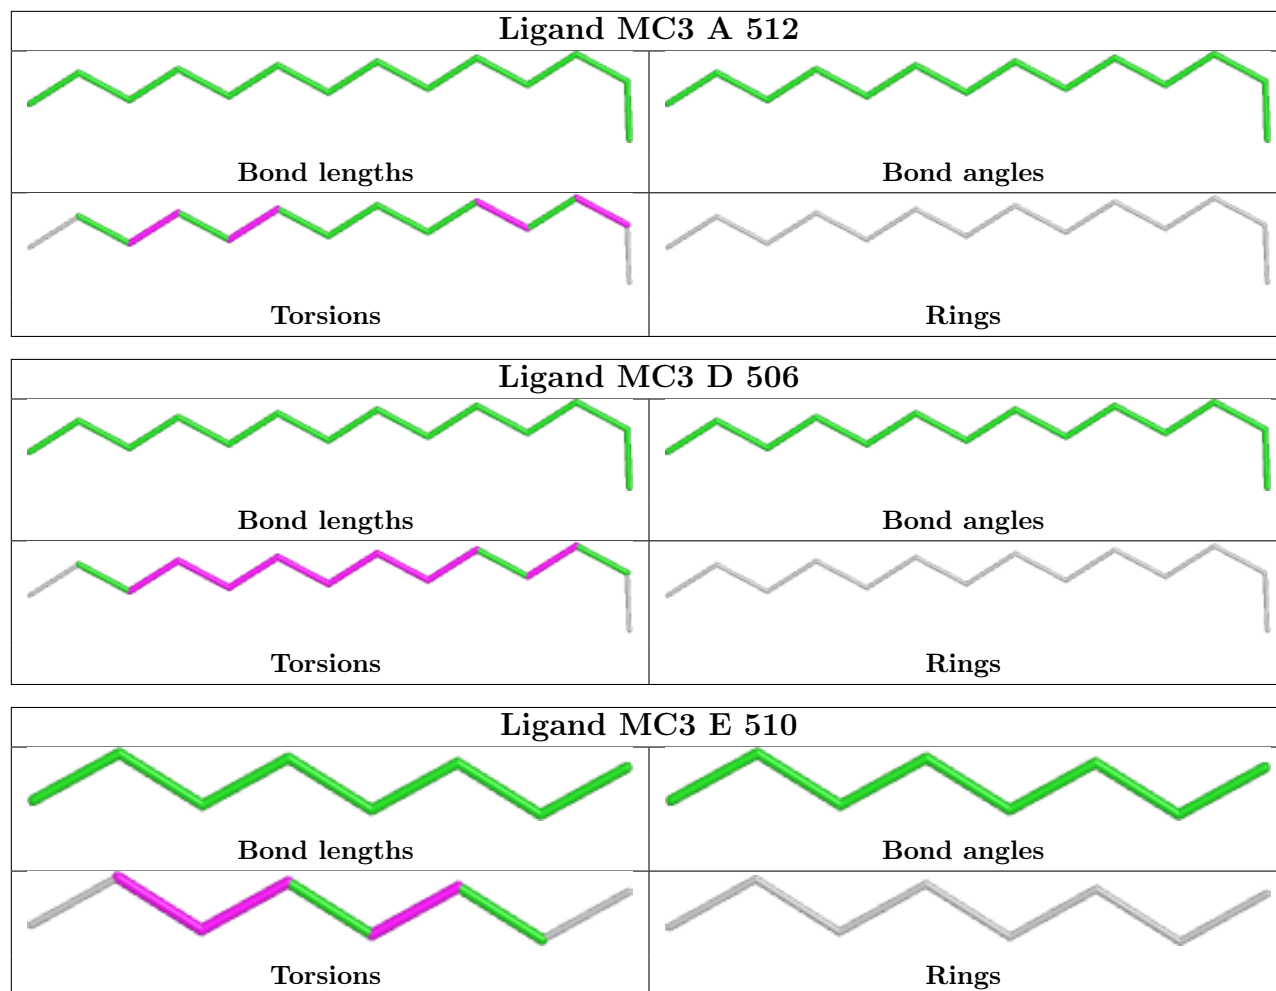 Ligand MC3 A 512
Bond lengths
Bond angles
Torsions
Rings
Ligand MC3 D 506
Bond lengths
Bond angles
Torsions
Rings
Ligand MC3 E 510
Bond lengths
Bond angles
Torsions
Rings